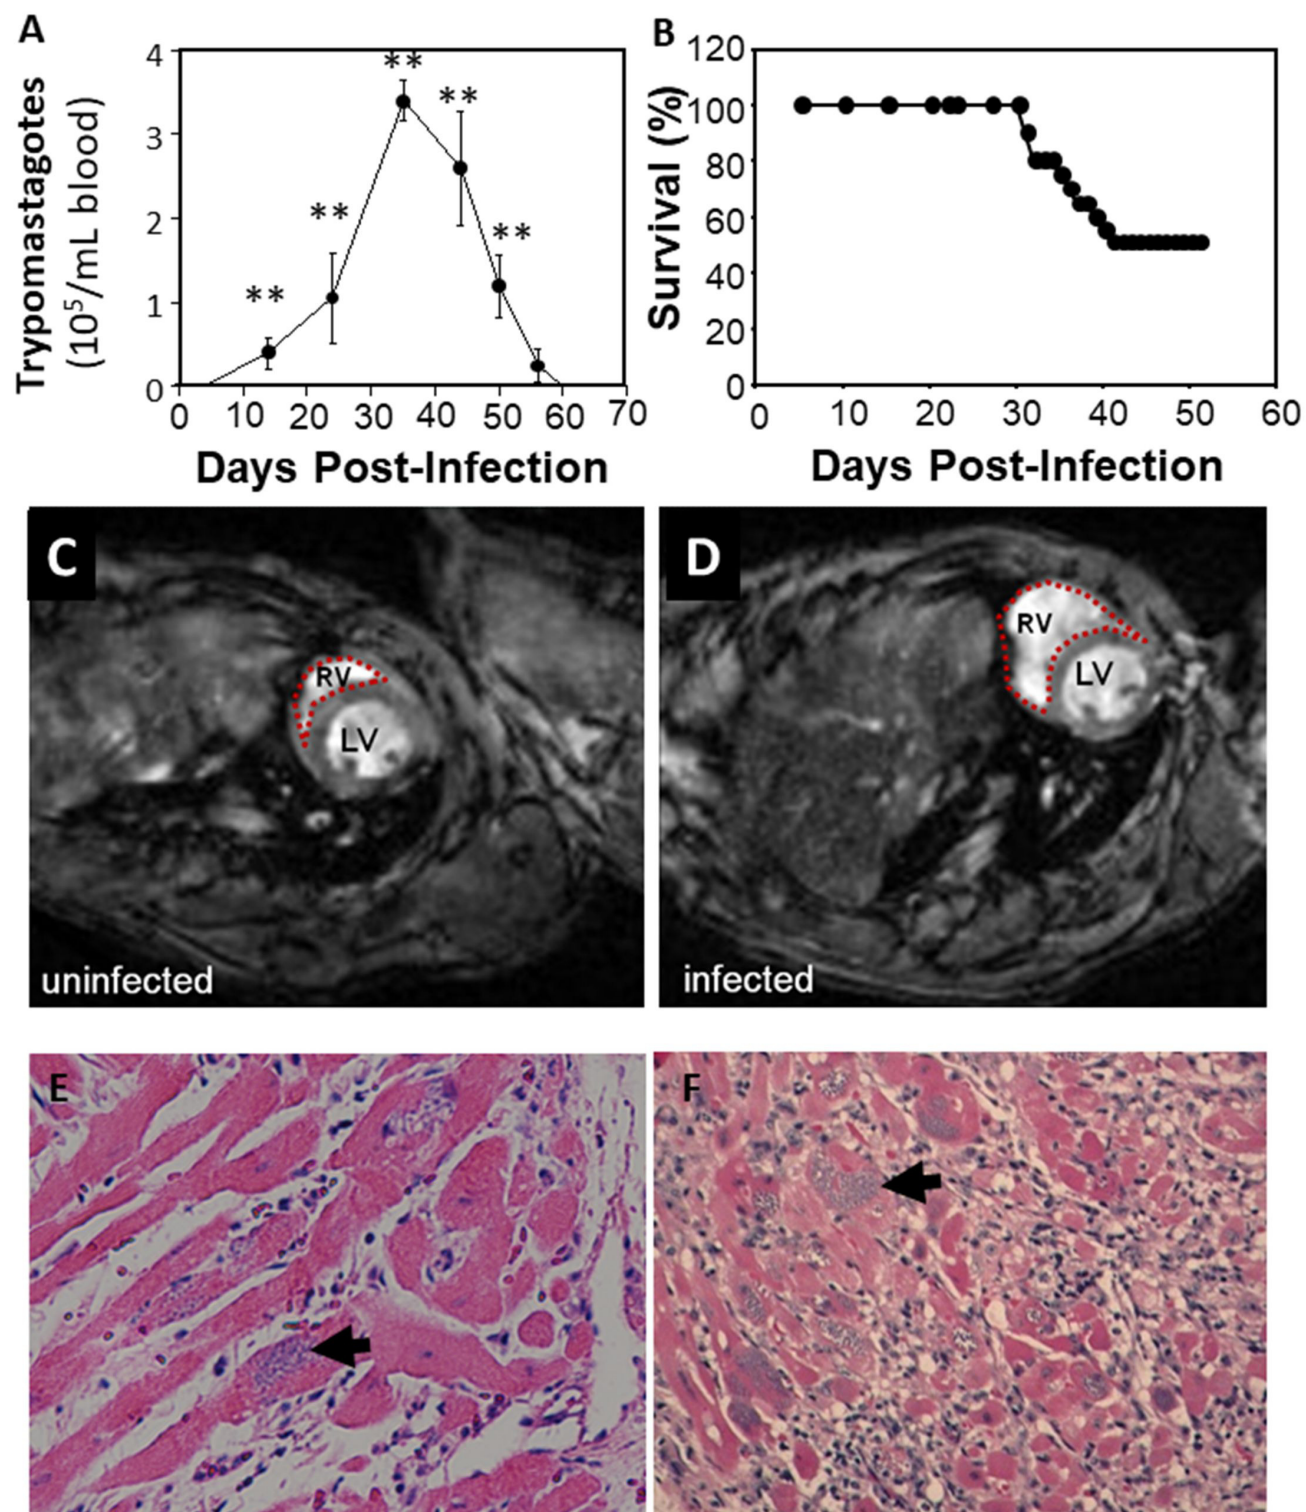 A
Trypomastagotes
(10⁵/mL blood)
4
3
2
1
0
**
**
**
**
**
0 10 20 30 40 50 60 70
Days Post-Infection
B
Survival (%)
120
100
80
60
40
20
0
0 10 20 30 40 50 60
Days Post-Infection
C
RV
LV
uninfected
D
RV
LV
infected
E
F